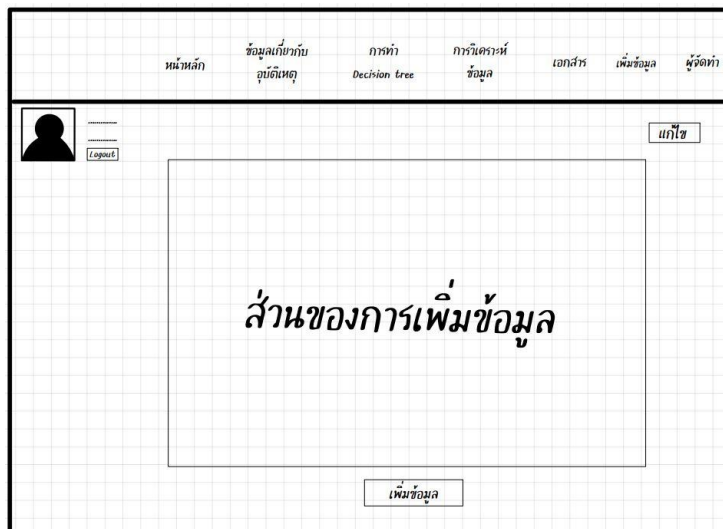 หน้าหลัก
ข้อมูลเกี่ยวกับ
อุบัติเหตุ
การทำ
Decision tree
การวิเคราะห์
ข้อมูล
เอกสาร
เพิ่มข้อมูล
ผู้จัดทำ
Logout
แก้ไข
ส่วนของการเพิ่มข้อมูล
เพิ่มข้อมูล